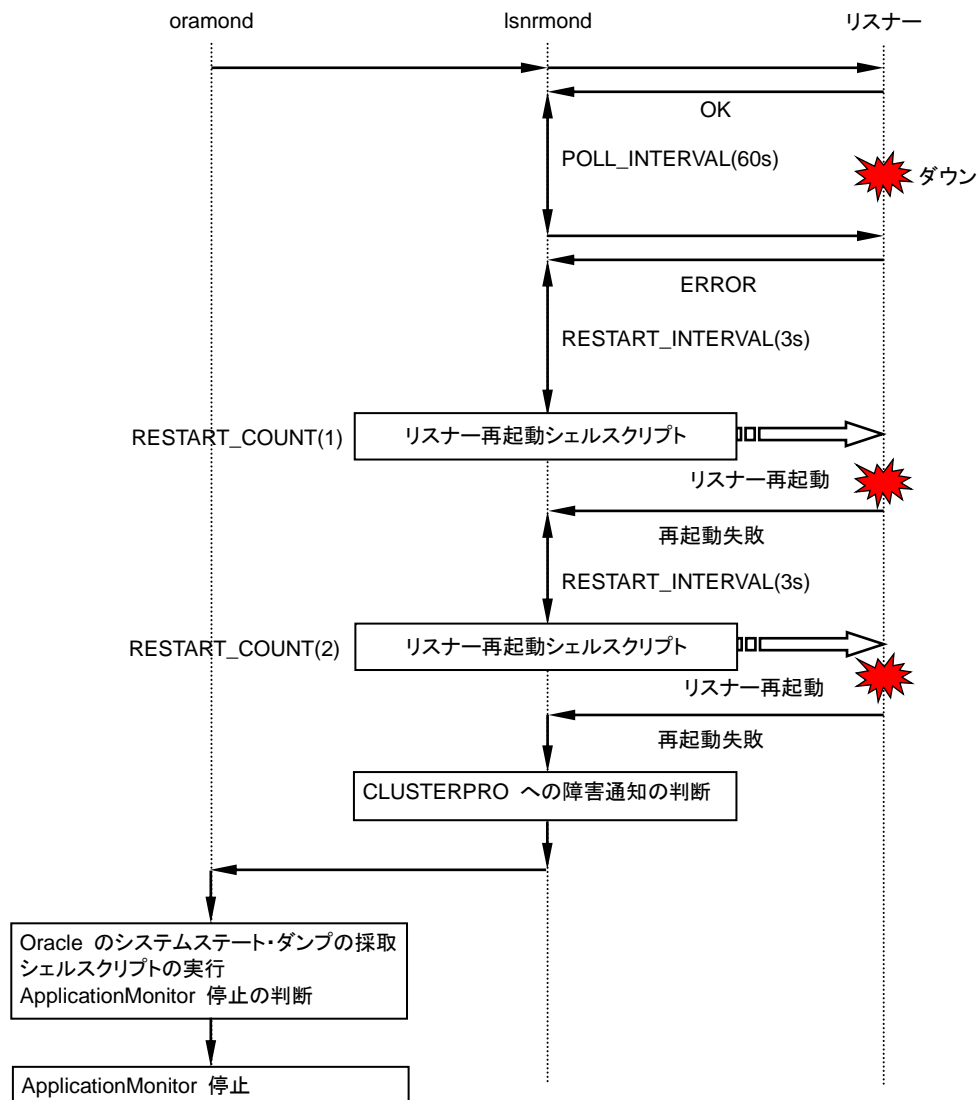 oramond
lsnrmond
リスナー
OK
POLL_INTERVAL(60s)
ダウン
ERROR
RESTART_INTERVAL(3s)
RESTART_COUNT(1)
リスナー再起動シェルスクリプト
リスナー再起動
再起動失敗
RESTART_INTERVAL(3s)
RESTART_COUNT(2)
リスナー再起動シェルスクリプト
リスナー再起動
再起動失敗
CLUSTERPRO への障害通知の判断
Oracle のシステムステート・ダンプの採取
シェルスクリプトの実行
ApplicationMonitor 停止の判断
ApplicationMonitor 停止